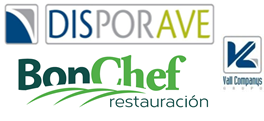 DISPORAVE
Vall Companys
GRUPO
BonChef
restauración